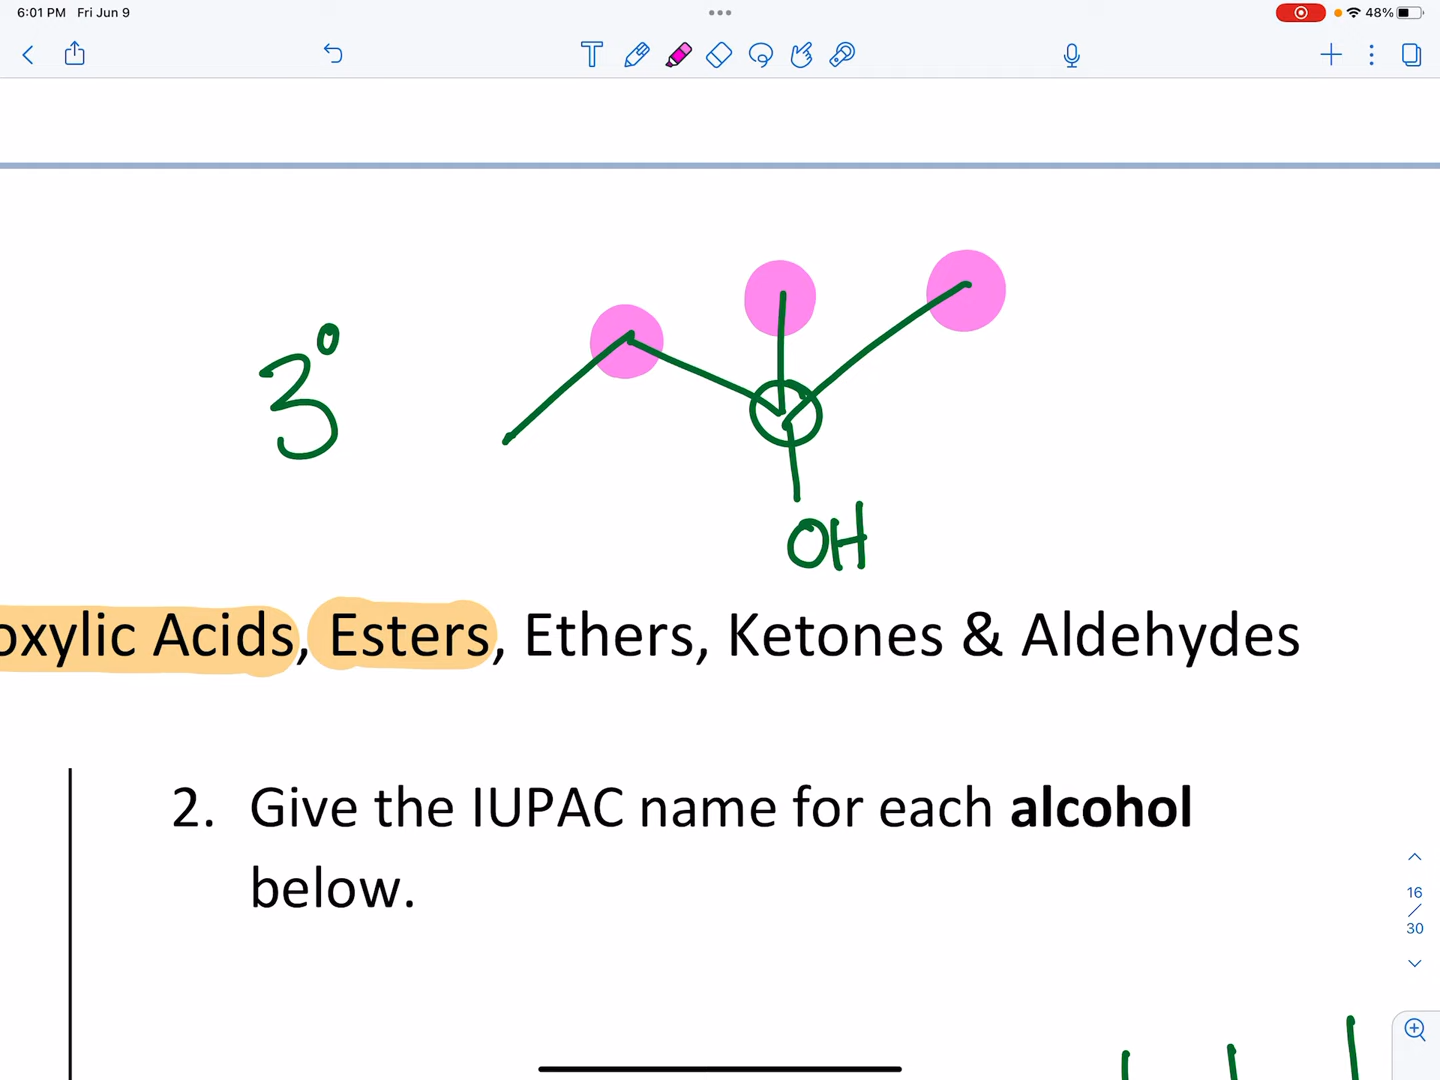 6:01 PM Fri Jun 9
48%
T
3°
OH
oxylic Acids, Esters, Ethers, Ketones & Aldehydes
2. Give the IUPAC name for each alcohol
below.
16
/
30